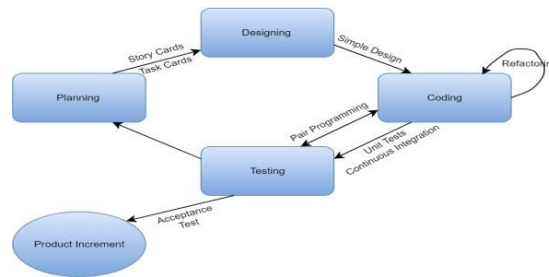 Designing
Story Cards
Task Cards
Simple Design
Refactorin
Planning
Coding
Pair Programming
Unit Tests
Continuous Integration
Testing
Acceptance
Test
Product Increment